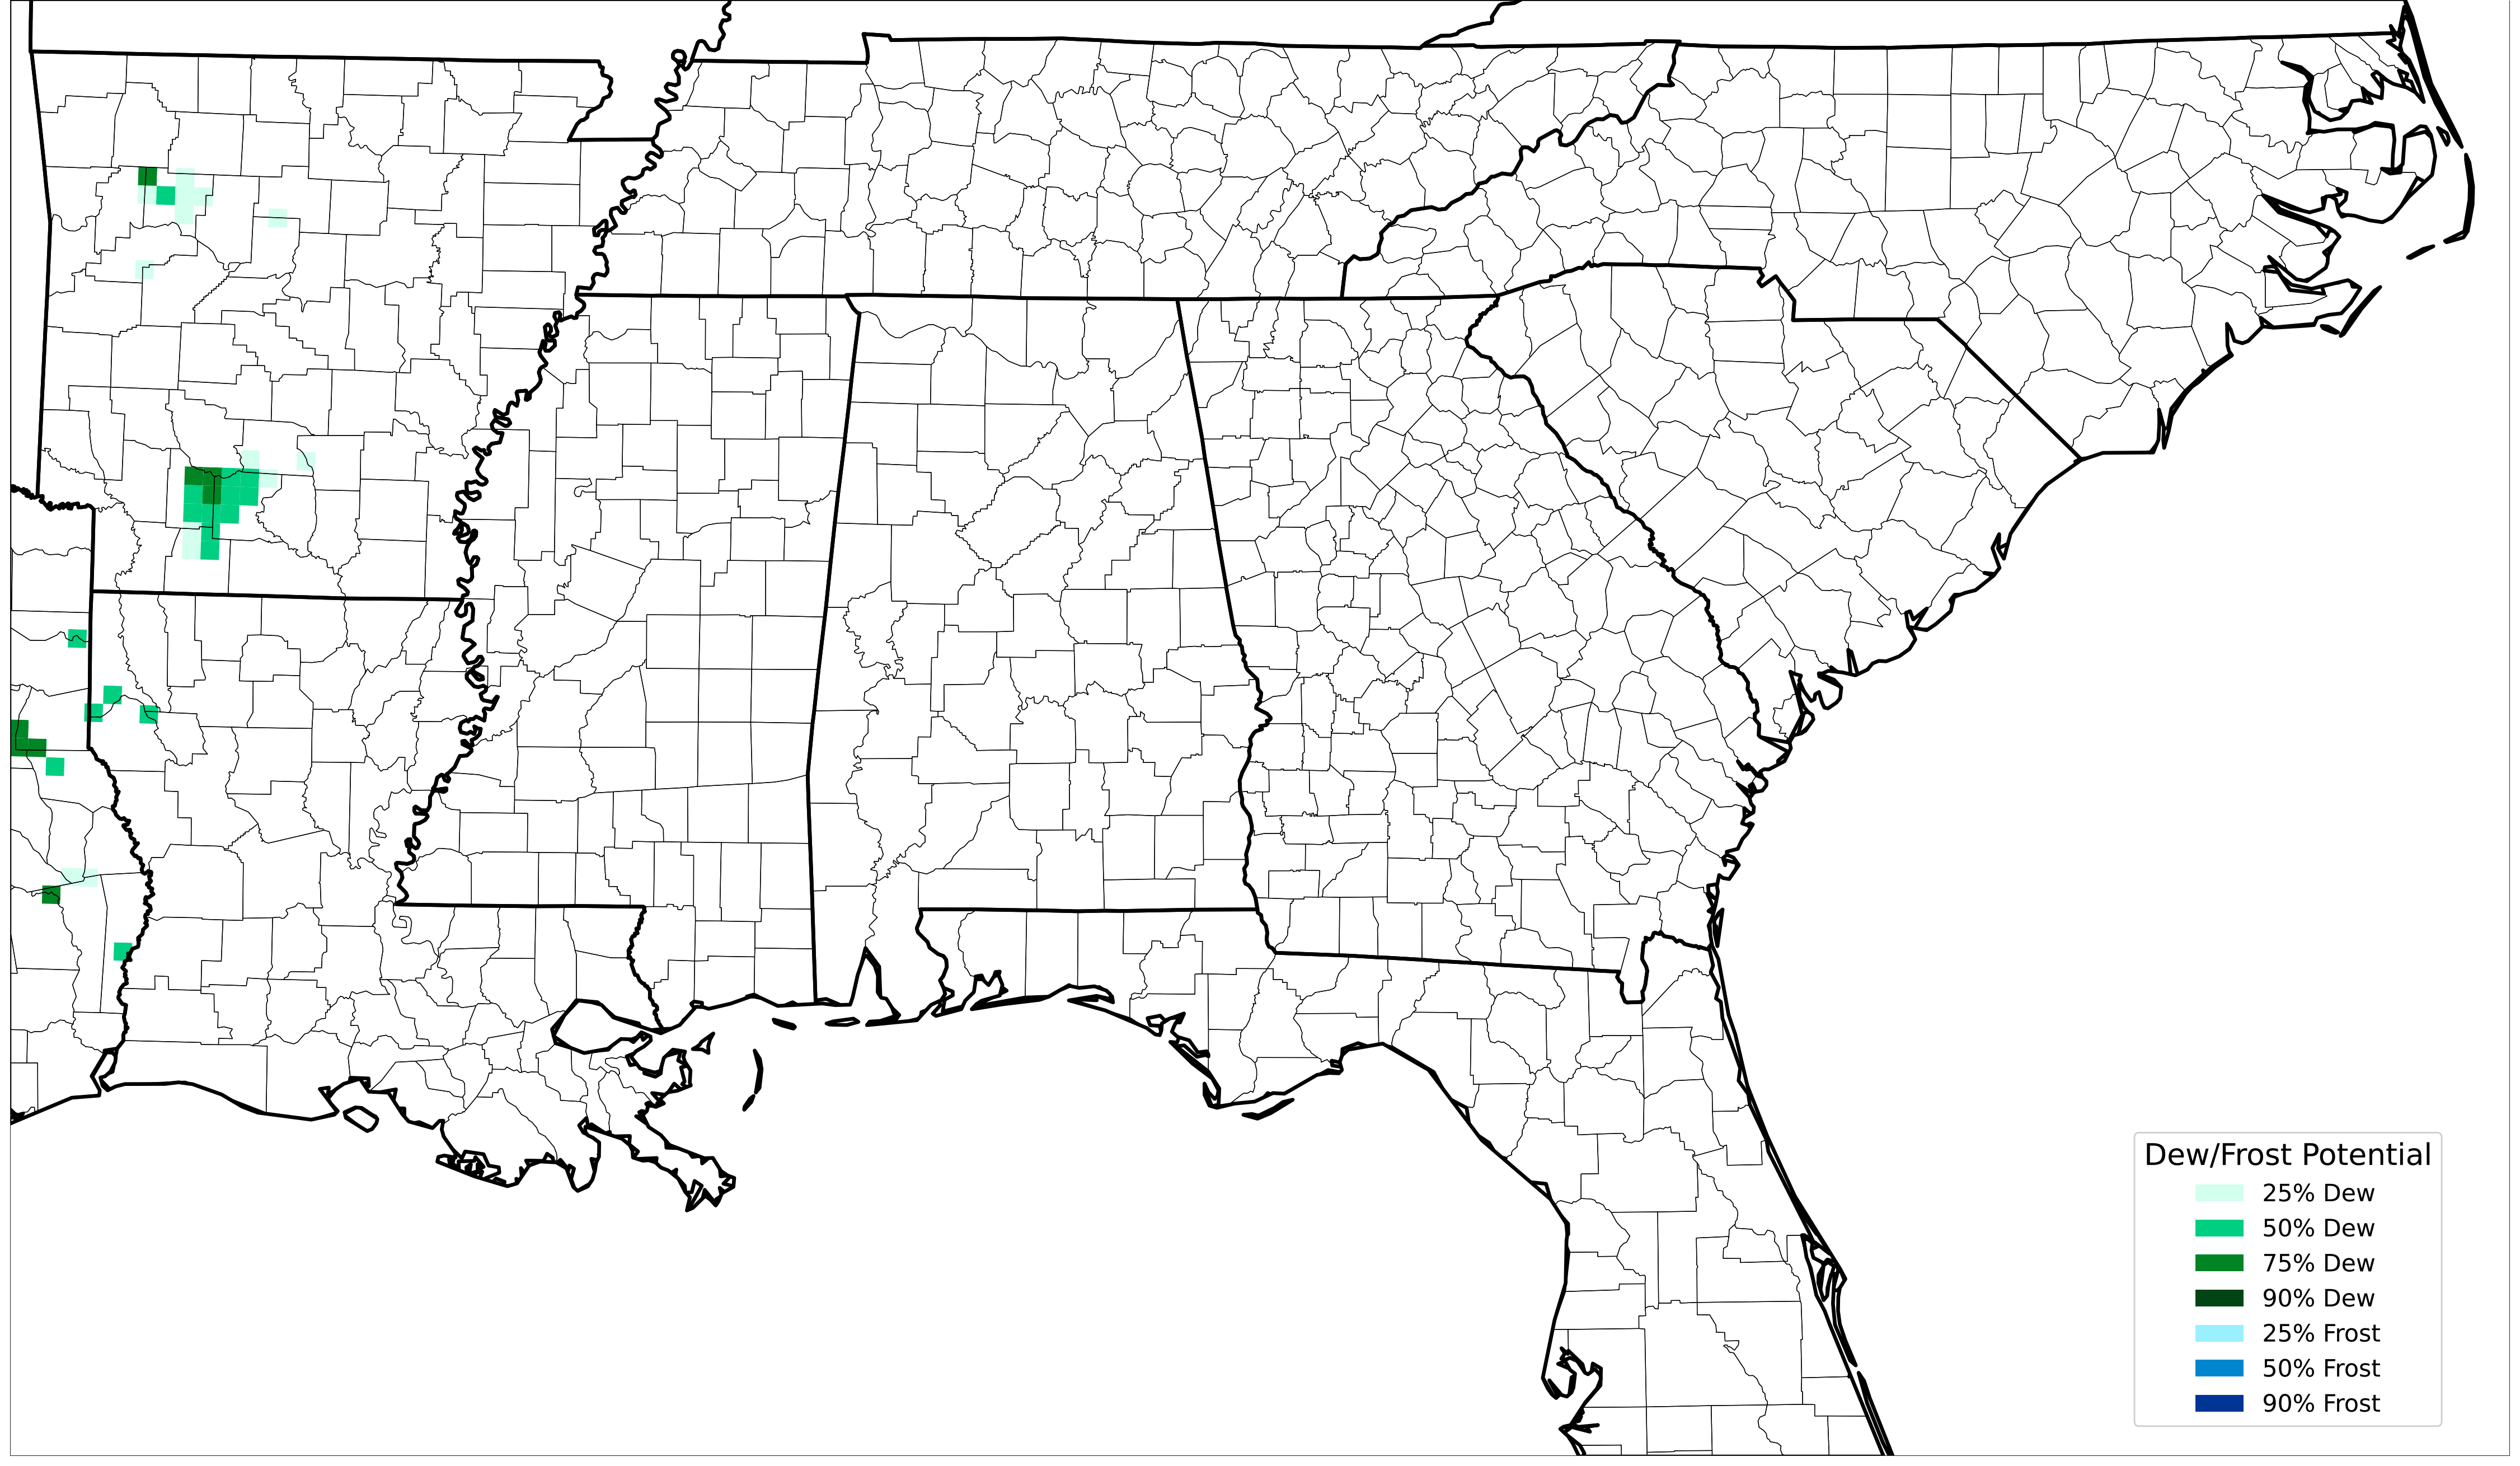 Dew/Frost Potential
25% Dew
50% Dew
75% Dew
90% Dew
25% Frost
50% Frost
90% Frost